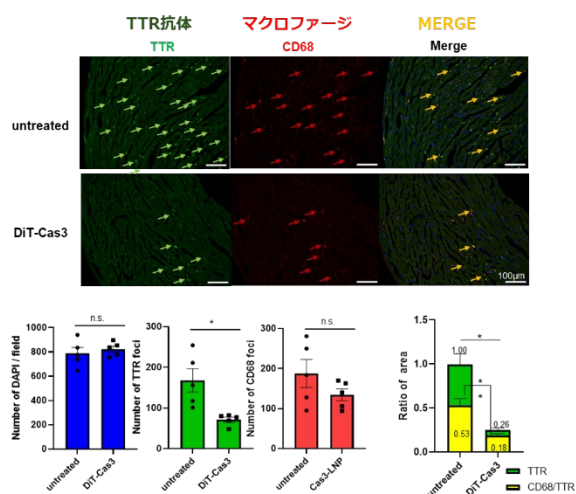 TTR抗体 マクロファージ MERGE
TTR CD68 Merge
untreated
DiT-Cas3
100μm
n.s.
Number of DAPI / field
1000
800
600
400
200
0
untreated
DiT-Cas3
*
Number of TTR foci
300
200
100
0
untreated
DiT-Cas3
n.s.
Number of CD68 foci
300
200
100
0
untreated
Cas3-LNP
Ratio of area
1.5
1.0
0.5
0.0
*
*
*
1.00
0.53
0.26
0.18
untreated
DiT-Cas3
TTR
CD68/TTR